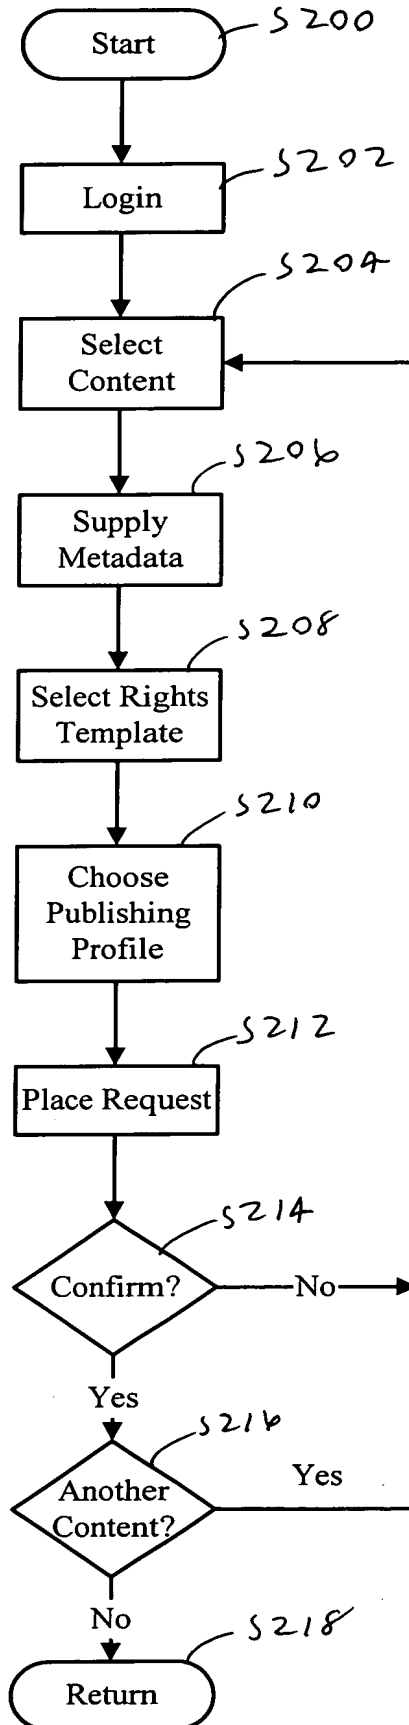 Start
S200
Login
S202
Select
Content
S204
Supply
Metadata
S206
Select Rights
Template
S208
Choose
Publishing
Profile
S210
Place Request
S212
Confirm?
S214
No
Yes
Another
Content?
S216
Yes
No
Return
S218